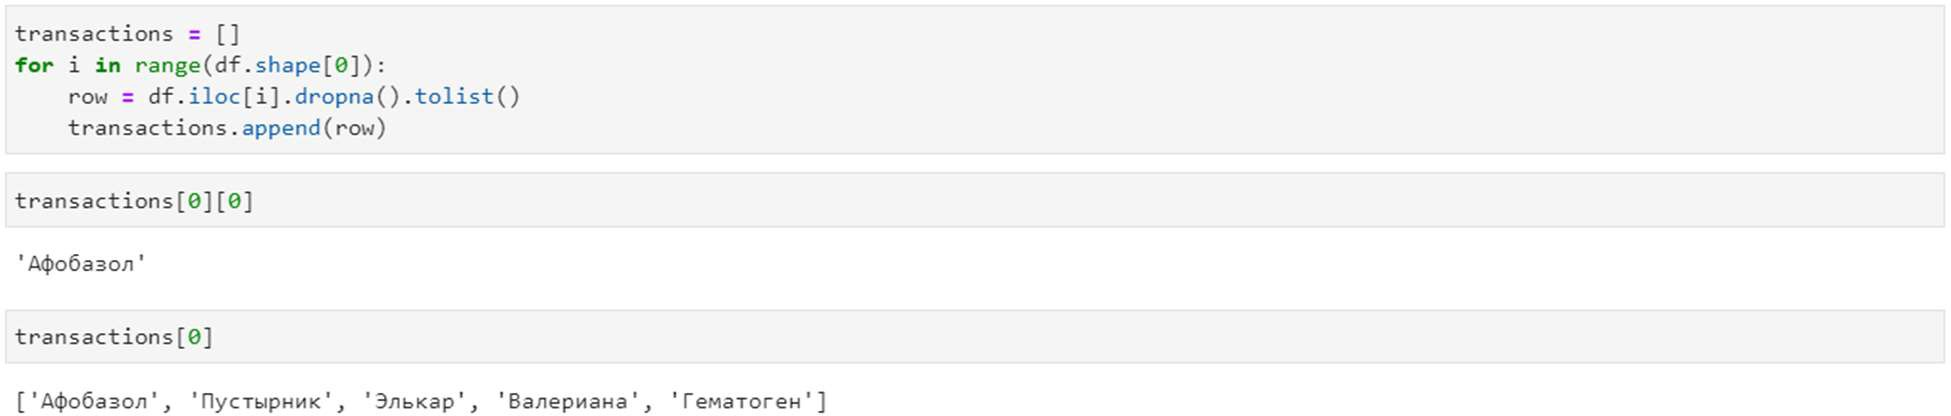 transactions = []
for i in range(df.shape[0]):
    row = df.iloc[i].dropna().tolist()
    transactions.append(row)
transactions[0][0]
'Афобазол'
transactions[0]
['Афобазол', 'Пустырник', 'Элькар', 'Валериана', 'Гематоген']